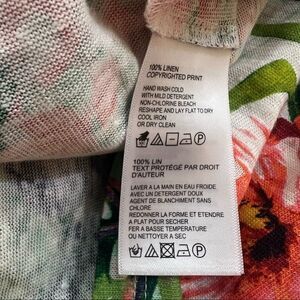 100% LINEN
COPYRIGHTED PRINT
HAND WASH COLD
WITH MILD DETERGENT
NON-CHLORINE BLEACH
RESHAPE AND LAY FLAT TO DRY
COOL IRON
OR DRY CLEAN
P
100% LIN
TEXT PROTÉGÉ PAR DROIT
D'AUTEUR
LAVER A LA MAIN EN EAU FROIDE
AVEC UN DETERGENT DOUX
AGENT DE BLANCHIMENT SANS
CHLORE
REDONNER LA FORME ET ETENDRE
A PLAT POUR SECHER
FER A BASSE TEMPERATURE
OU NETTOYER A SEC
P